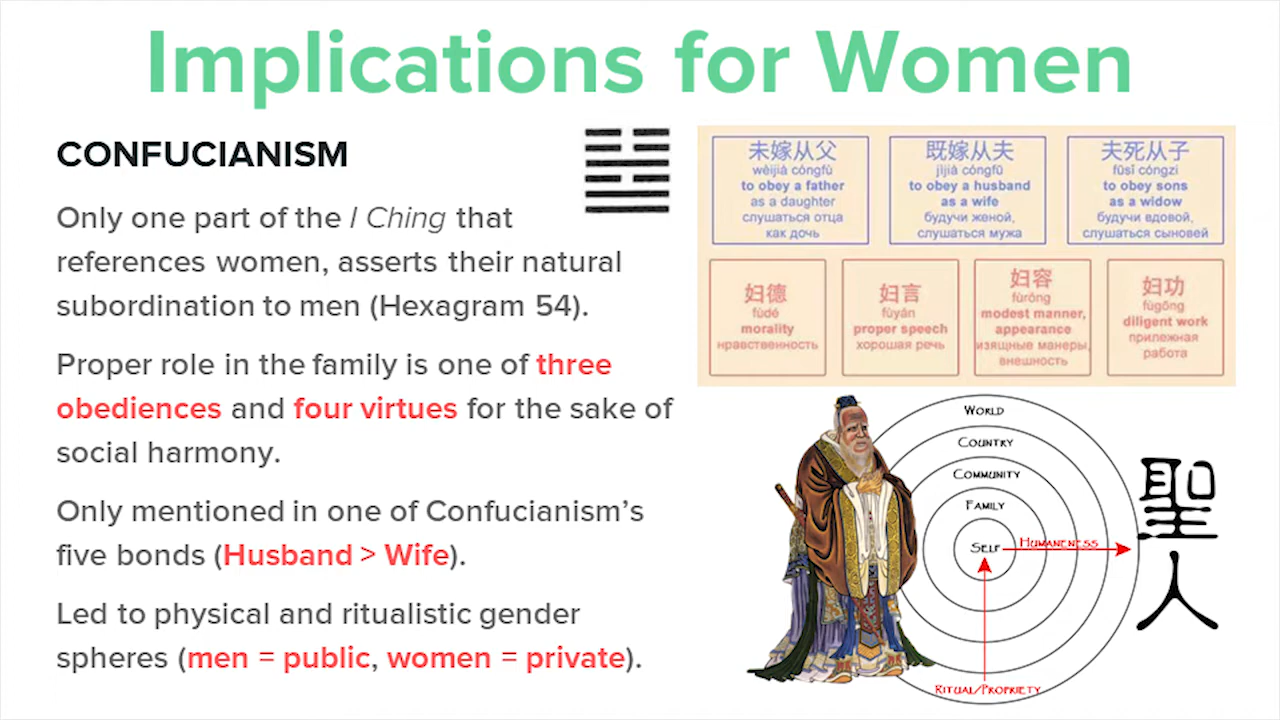 Implications for Women
CONFUCIANISM
Only one part of the I Ching that
references women, asserts their natural
subordination to men (Hexagram 54).
Proper role in the family is one of three
obediences and four virtues for the sake of
social harmony.
Only mentioned in one of Confucianism's
five bonds (Husband > Wife).
Led to physical and ritualistic gender
spheres (men = public, women = private).
未嫁从父
wèijià cóngfù
to obey a father
as a daughter
слушаться отца
как дочь
既嫁从夫
jìjià cóngfū
to obey a husband
as a wife
будучи женой,
слушаться мужа
夫死从子
fūsǐ cóngzǐ
to obey sons
as a widow
будучи вдовой,
слушаться сыновей
妇德
fùdé
morality
нравственность
妇言
fùyán
proper speech
хорошая речь
妇容
fùróng
modest manner,
appearance
изящные манеры,
внешность
妇功
fùgōng
diligent work
прилежная
работа
WORLD
COUNTRY
COMMUNITY
FAMILY
SELF
HUMANENESS
RITUAL/PROPRIETY
聖
人